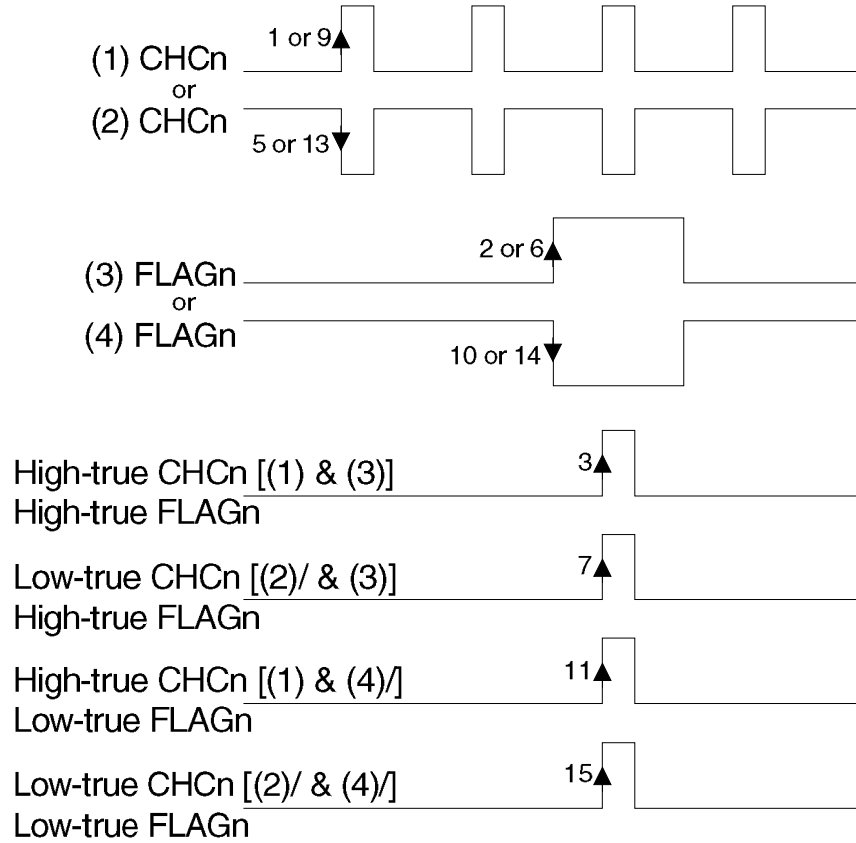 1 or 9
(1) CHCn
or
(2) CHCn
5 or 13
2 or 6
(3) FLAGn
or
(4) FLAGn
10 or 14
High-true CHCn [(1) & (3)]
3
High-true FLAGn
Low-true CHCn [(2)/ & (3)]
7
High-true FLAGn
High-true CHCn [(1) & (4)/]
11
Low-true FLAGn
Low-true CHCn [(2)/ & (4)/]
15
Low-true FLAGn